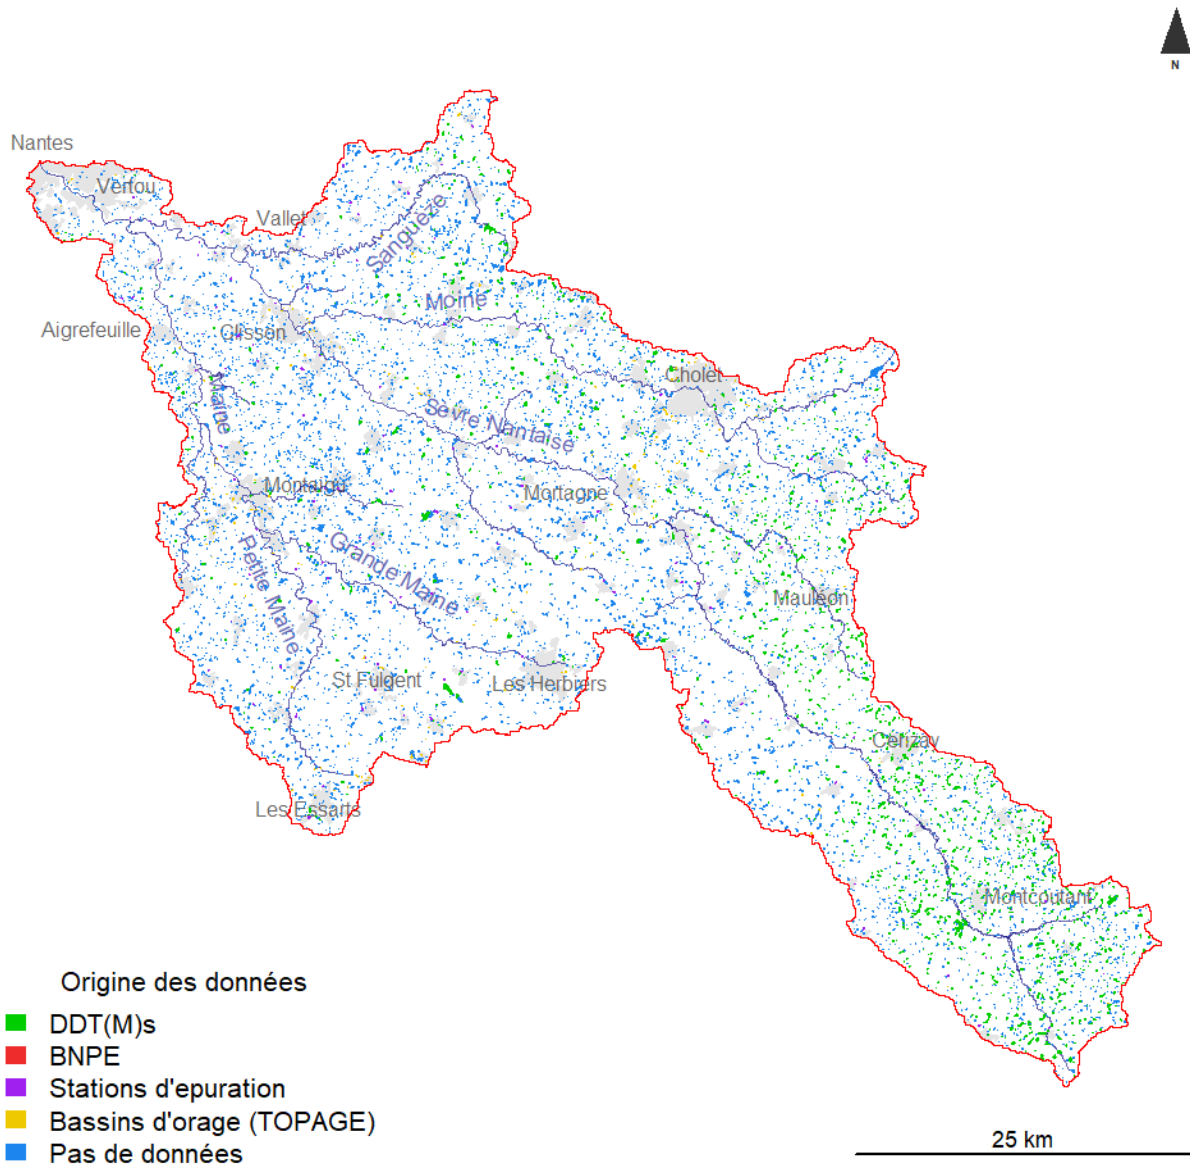 N
Nantes
Vertou
Vallet
Sanguèze
Moine
Aigrefeuille
Clisson
Cholet
Maine
Sèvre Nantaise
Montaigu
Mortagne
Grande Maine
Petite Maine
Mauléon
St Fulgent
Les Herbiers
Cerizay
Les Essarts
Montcoutant
Origine des données
DDT(M)s
BNPE
Stations d'epuration
Bassins d'orage (TOPAGE)
Pas de données
25 km